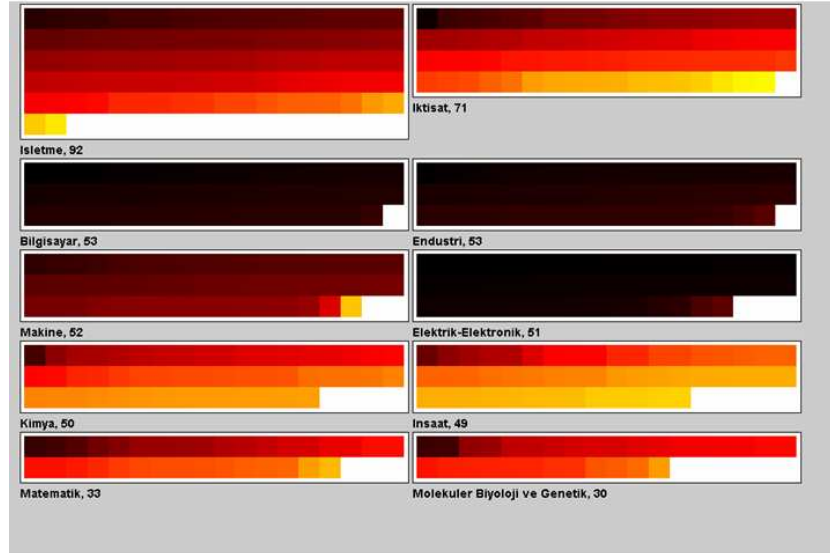 Iktisat, 71
Isletme, 92
Bilgisayar, 53
Endustri, 53
Makine, 52
Elektrik-Elektronik, 51
Kimya, 50
Insaat, 49
Matematik, 33
Molekuler Biyoloji ve Genetik, 30